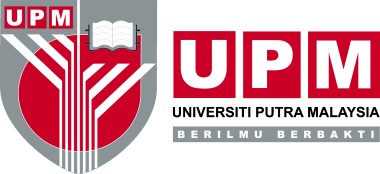 UPM
UPM
UNIVERSITI PUTRA MALAYSIA
BERILMU BERBAKTI